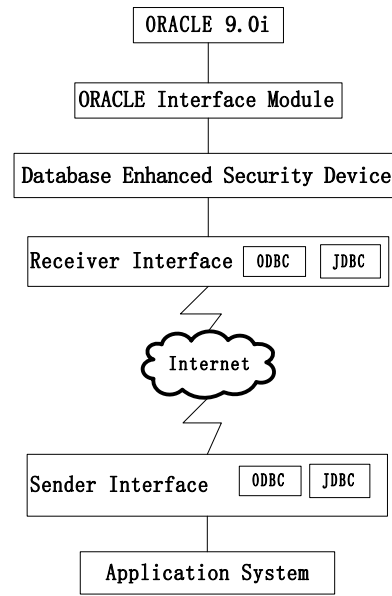 ORACLE 9.0i
ORACLE Interface Module
Database Enhanced Security Device
Receiver Interface ODBC JDBC
Internet
Sender Interface ODBC JDBC
Application System